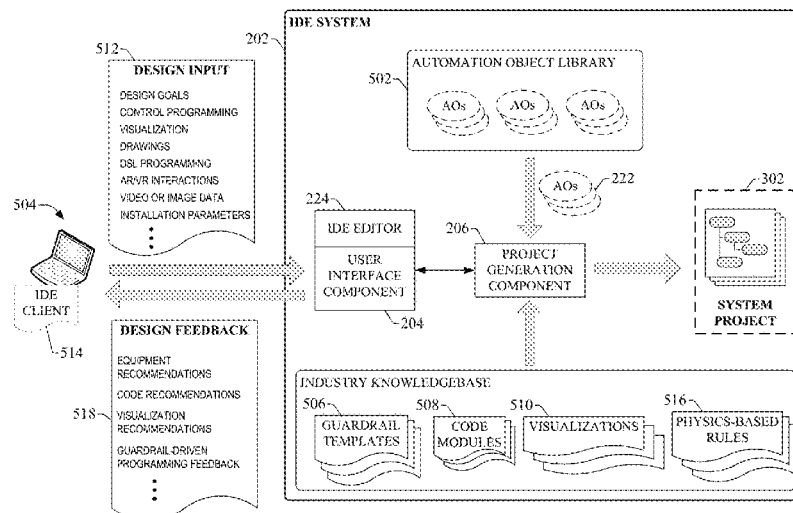 512
DESIGN INPUT
DESIGN GOALS
CONTROL PROGRAMMING
VISUALIZATION
DRAWINGS
DSL PROGRAMMING
AR/VR INTERACTIONS
VIDEO OR IMAGE DATA
INSTALLATION PARAMETERS
504
IDE
CLIENT
514
DESIGN FEEDBACK
518
EQUIPMENT
RECOMMENDATIONS
CODE RECOMMENDATIONS
VISUALIZATION
RECOMMENDATIONS
GUARDRAIL-DRIVEN
PROGRAMMING FEEDBACK
202
IDE SYSTEM
AUTOMATION OBJECT LIBRARY
502
AOs
AOs
AOs
AOs
222
224
IDE EDITOR
USER
INTERFACE
COMPONENT
204
206
PROJECT
GENERATION
COMPONENT
302
SYSTEM
PROJECT
INDUSTRY KNOWLEDGEBASE
506
GUARDRAIL
TEMPLATES
508
CODE
MODULES
510
VISUALIZATIONS
516
PHYSICS-BASED
RULES